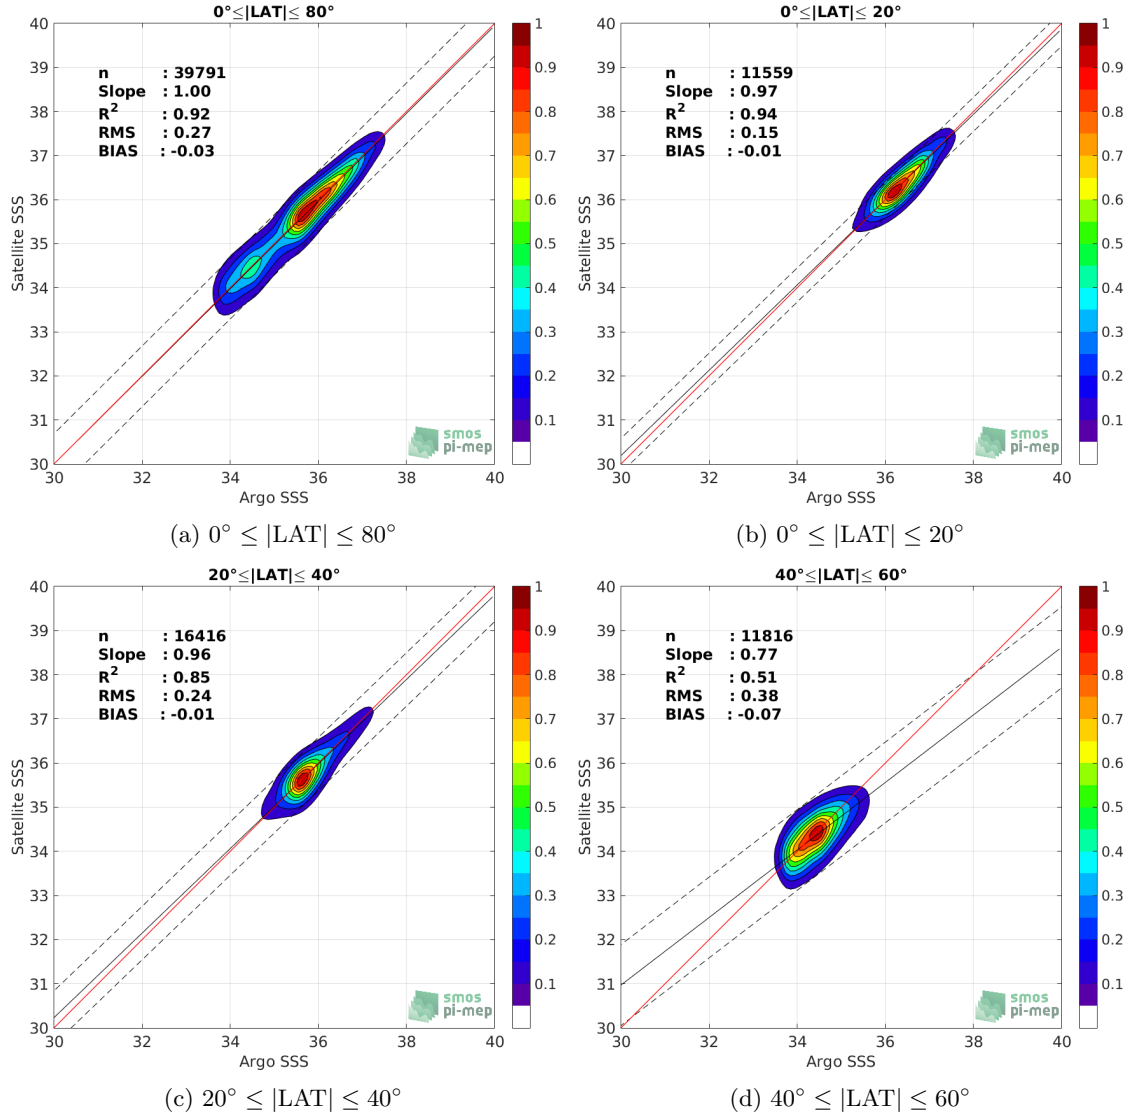 0°≤|LAT|≤ 80°
n : 39791
Slope : 1.00
R² : 0.92
RMS : 0.27
BIAS : -0.03
Satellite SSS
40
39
38
37
36
35
34
33
32
31
30
30 32 34 36 38 40
Argo SSS
1
0.9
0.8
0.7
0.6
0.5
0.4
0.3
0.2
0.1
smos
pi-mep
(a) 0° ≤ |LAT| ≤ 80°
0°≤|LAT|≤ 20°
n : 11559
Slope : 0.97
R² : 0.94
RMS : 0.15
BIAS : -0.01
Satellite SSS
40
39
38
37
36
35
34
33
32
31
30
30 32 34 36 38 40
Argo SSS
1
0.9
0.8
0.7
0.6
0.5
0.4
0.3
0.2
0.1
smos
pi-mep
(b) 0° ≤ |LAT| ≤ 20°
20°≤|LAT|≤ 40°
n : 16416
Slope : 0.96
R² : 0.85
RMS : 0.24
BIAS : -0.01
Satellite SSS
40
39
38
37
36
35
34
33
32
31
30
30 32 34 36 38 40
Argo SSS
1
0.9
0.8
0.7
0.6
0.5
0.4
0.3
0.2
0.1
smos
pi-mep
(c) 20° ≤ |LAT| ≤ 40°
40°≤|LAT|≤ 60°
n : 11816
Slope : 0.77
R² : 0.51
RMS : 0.38
BIAS : -0.07
Satellite SSS
40
39
38
37
36
35
34
33
32
31
30
30 32 34 36 38 40
Argo SSS
1
0.9
0.8
0.7
0.6
0.5
0.4
0.3
0.2
0.1
smos
pi-mep
(d) 40° ≤ |LAT| ≤ 60°